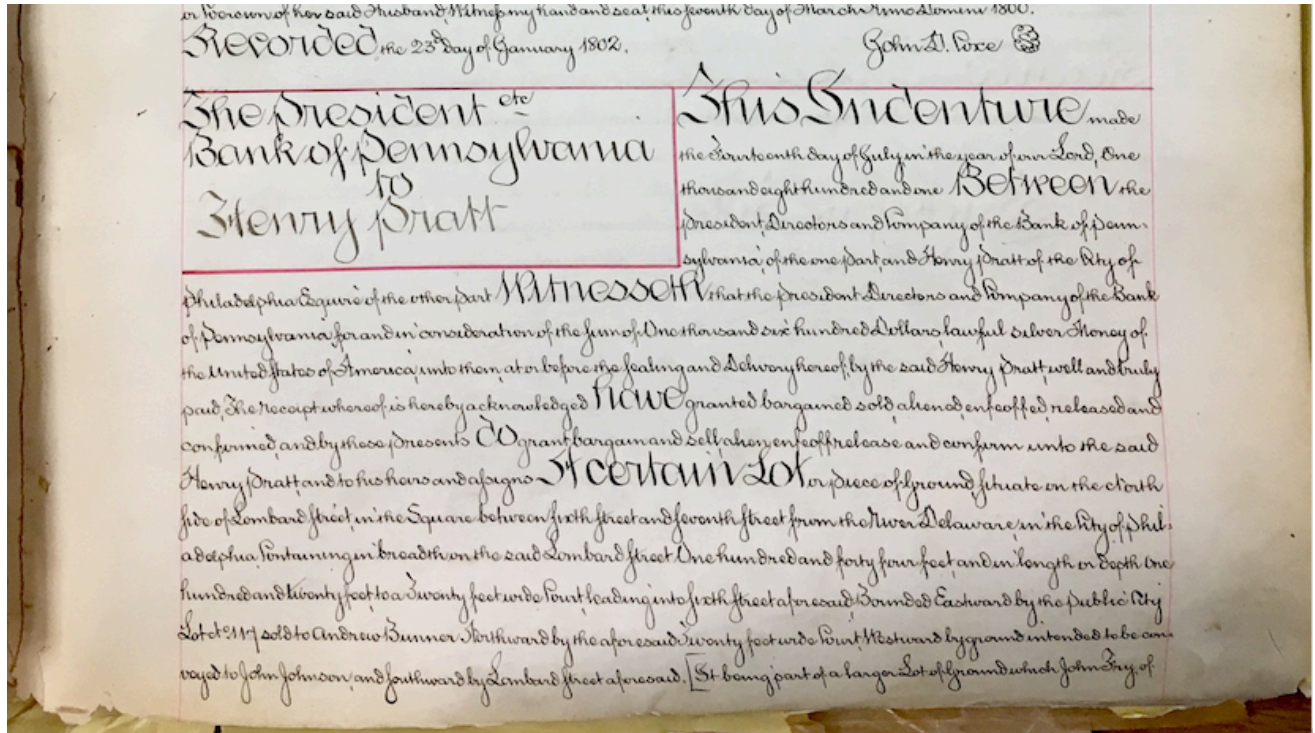 or Dower of her said Husband, Witness my hand and seal, this seventh day of March Anno Domini 1800.
Recorded the 23d day of January 1802. John D. Coxe
The President etc
Bank of Pennsylvania
to
Henry Pratt
This Indenture made
the Fourteenth day of July, in the year of our Lord, One
thousand eight hundred and one Between the
President, Directors and Company of the Bank of Penn-
sylvania, of the one Part, and Henry Pratt of the City of
Philadelphia Esquire of the other Part Witnesseth, that the President Directors and Company of the Bank
of Pennsylvania, for and in consideration of the Sum of One thousand six hundred Dollars, lawful silver Money of
the United States of America, unto them, at or before the Sealing and Delivery hereof, by the said Henry Pratt, well and truly
paid, The Receipt whereof is hereby acknowledged have granted bargained sold, aliened, enfeoffed, released and
confirmed, and by these Presents Do grant bargain and sell, alien, enfeoff release and confirm unto the said
Henry Pratt, and to his heirs and assigns A certain Lot or piece of Ground, situate on the North
side of Lombard Street, in the Square between Sixth Street and Seventh Street from the River Delaware, in the City of Phil-
adelphia, Containing in breadth on the said Lombard Street One hundred and forty four feet, and in length or depth One
hundred and twenty feet to a Twenty feet wide Court, leading into Sixth Street aforesaid, Bounded Eastward by the Public City
Lot No 117 sold to Andrew Bunner Northward by the aforesaid Twenty feet wide Court, Westward by ground intended to be con-
veyed to John Johnson, and Southward by Lombard Street aforesaid. [It being part of a larger Lot of Ground which John Fry, of